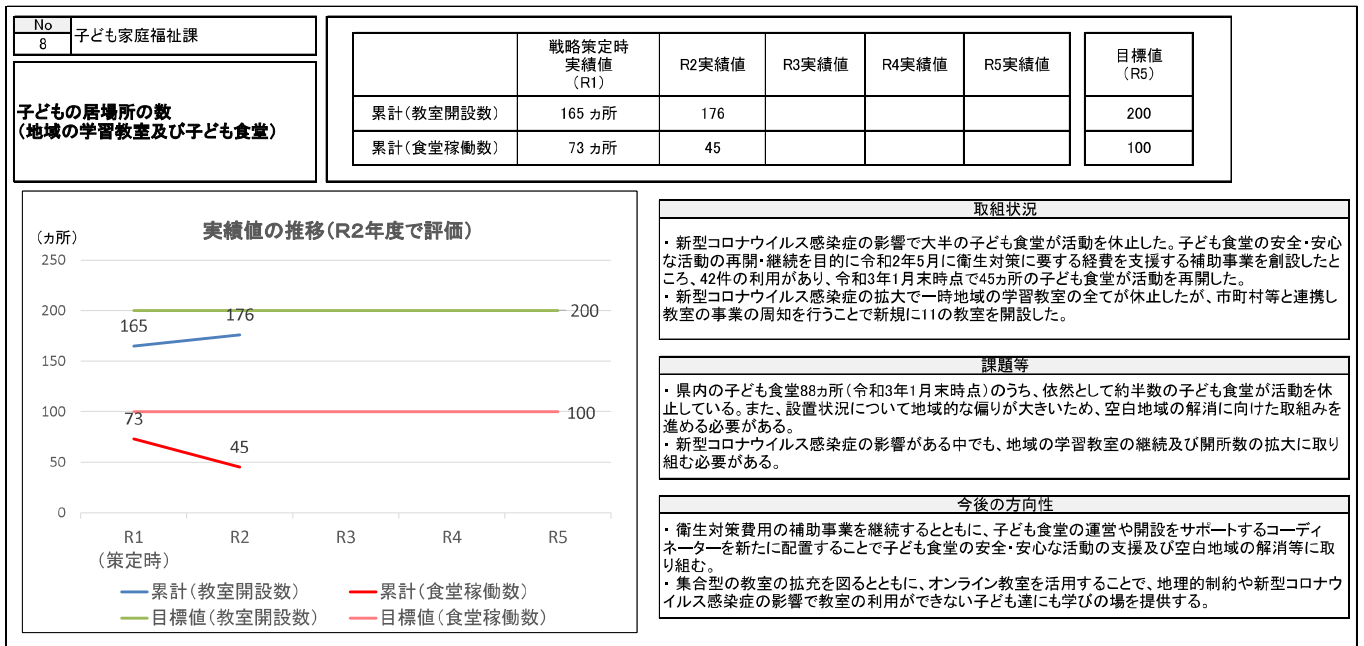 No
8
子ども家庭福祉課
子どもの居場所の数
(地域の学習教室及び子ども食堂)
戦略策定時
実績値
(R1)
R2実績値
R3実績値
R4実績値
R5実績値
目標値
(R5)
累計(教室開設数)
165 ヵ所
176
200
累計(食堂稼働数)
73 ヵ所
45
100
実績値の推移(R2年度で評価)
(ヵ所)
250
200
150
100
50
0
165
176
200
73
45
100
R1
(策定時)
R2
R3
R4
R5
累計(教室開設数)
累計(食堂稼働数)
目標値(教室開設数)
目標値(食堂稼働数)
取組状況
・新型コロナウイルス感染症の影響で大半の子ども食堂が活動を休止した。子ども食堂の安全・安心
な活動の再開・継続を目的に令和2年5月に衛生対策に要する経費を支援する補助事業を創設したと
ころ、42件の利用があり、令和3年1月末時点で45ヵ所の子ども食堂が活動を再開した。
・新型コロナウイルス感染症の拡大で一時地域の学習教室の全てが休止したが、市町村等と連携し
教室の事業の周知を行うことで新規に11の教室を開設した。
課題等
・県内の子ども食堂88ヵ所(令和3年1月末時点)のうち、依然として約半数の子ども食堂が活動を休
止している。また、設置状況について地域的な偏りが大きいため、空白地域の解消に向けた取組みを
進める必要がある。
・新型コロナウイルス感染症の影響がある中でも、地域の学習教室の継続及び開所数の拡大に取り
組む必要がある。
今後の方向性
・衛生対策費用の補助事業を継続するとともに、子ども食堂の運営や開設をサポートするコーディ
ネーターを新たに配置することで子ども食堂の安全・安心な活動の支援及び空白地域の解消等に取
り組む。
・集合型の教室の拡充を図るとともに、オンライン教室を活用することで、地理的制約や新型コロナウ
イルス感染症の影響で教室の利用ができない子ども達にも学びの場を提供する。